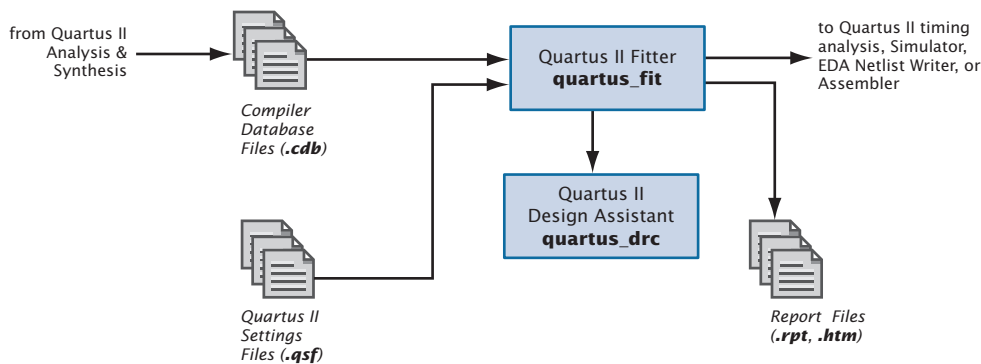 from Quartus II
Analysis &
Synthesis
Compiler
Database
Files (.cdb)
Quartus II Fitter
quartus_fit
to Quartus II timing
analysis, Simulator,
EDA Netlist Writer, or
Assembler
Quartus II
Design Assistant
quartus_drc
Quartus II
Settings
Files (.qsf)
Report Files
(.rpt, .htm)